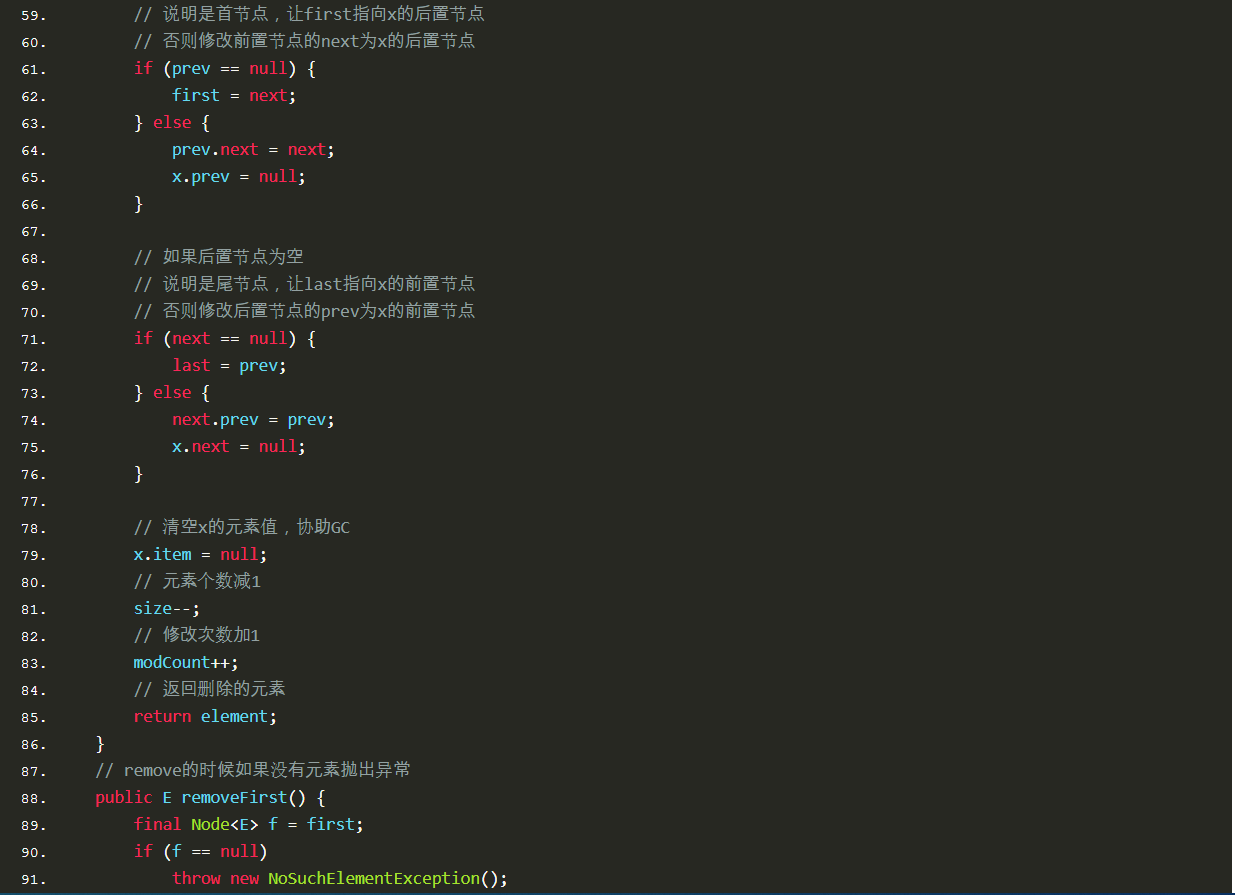 59. // 说明是首节点，让first指向x的后置节点
60. // 否则修改前置节点的next为x的后置节点
61. if (prev == null) {
62. first = next;
63. } else {
64. prev.next = next;
65. x.prev = null;
66. }
67.
68. // 如果后置节点为空
69. // 说明是尾节点，让last指向x的前置节点
70. // 否则修改后置节点的prev为x的前置节点
71. if (next == null) {
72. last = prev;
73. } else {
74. next.prev = prev;
75. x.next = null;
76. }
77.
78. // 清空x的元素值，协助GC
79. x.item = null;
80. // 元素个数减1
81. size--;
82. // 修改次数加1
83. modCount++;
84. // 返回删除的元素
85. return element;
86. }
87. // remove的时候如果没有元素抛出异常
88. public E removeFirst() {
89. final Node<E> f = first;
90. if (f == null)
91. throw new NoSuchElementException();